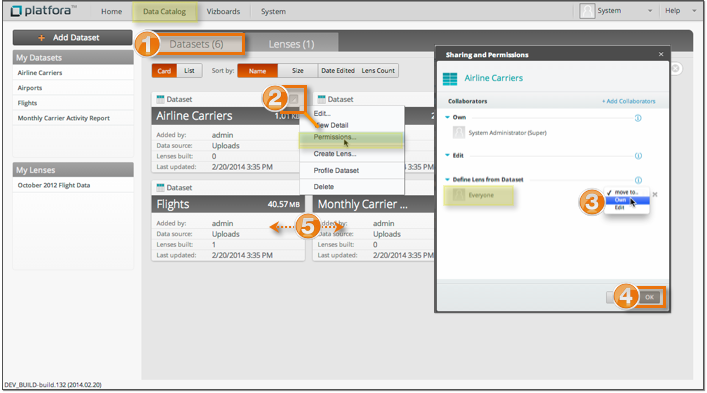 platfora
Home
Data Catalog
Vizboards
System
System
Help
+ Add Dataset
My Datasets
Airline Carriers
Airports
Flights
Monthly Carrier Activity Report
My Lenses
October 2012 Flight Data
1
Datasets (6)
Lenses (1)
Card
List
Sort by:
Name
Size
Date Edited
Lens Count
Dataset
Airline Carriers
1.01 KB
Added by: admin
Data source: Uploads
Lenses built: 0
Last updated: 2/20/2014 3:35 PM
Dataset
2
Edit...
View Detail
Permissions...
Create Lens...
Profile Dataset
Delete
Dataset
Flights
40.57 MB
Added by: admin
Data source: Uploads
Lenses built: 1
Last updated: 2/20/2014 3:35 PM
Dataset
Monthly Carrier ...
Added by: admin
Data source: Uploads
Lenses built: 0
Last updated: 2/20/2014 3:35 PM
5
Sharing and Permissions
Airline Carriers
Collaborators
+ Add Collaborators
Own
System Administrator (Super)
Edit
Define Lens from Dataset
Everyone
3
move to..
Own
Edit
4
OK
DEV_BUILD-build.132 (2014.02.20)